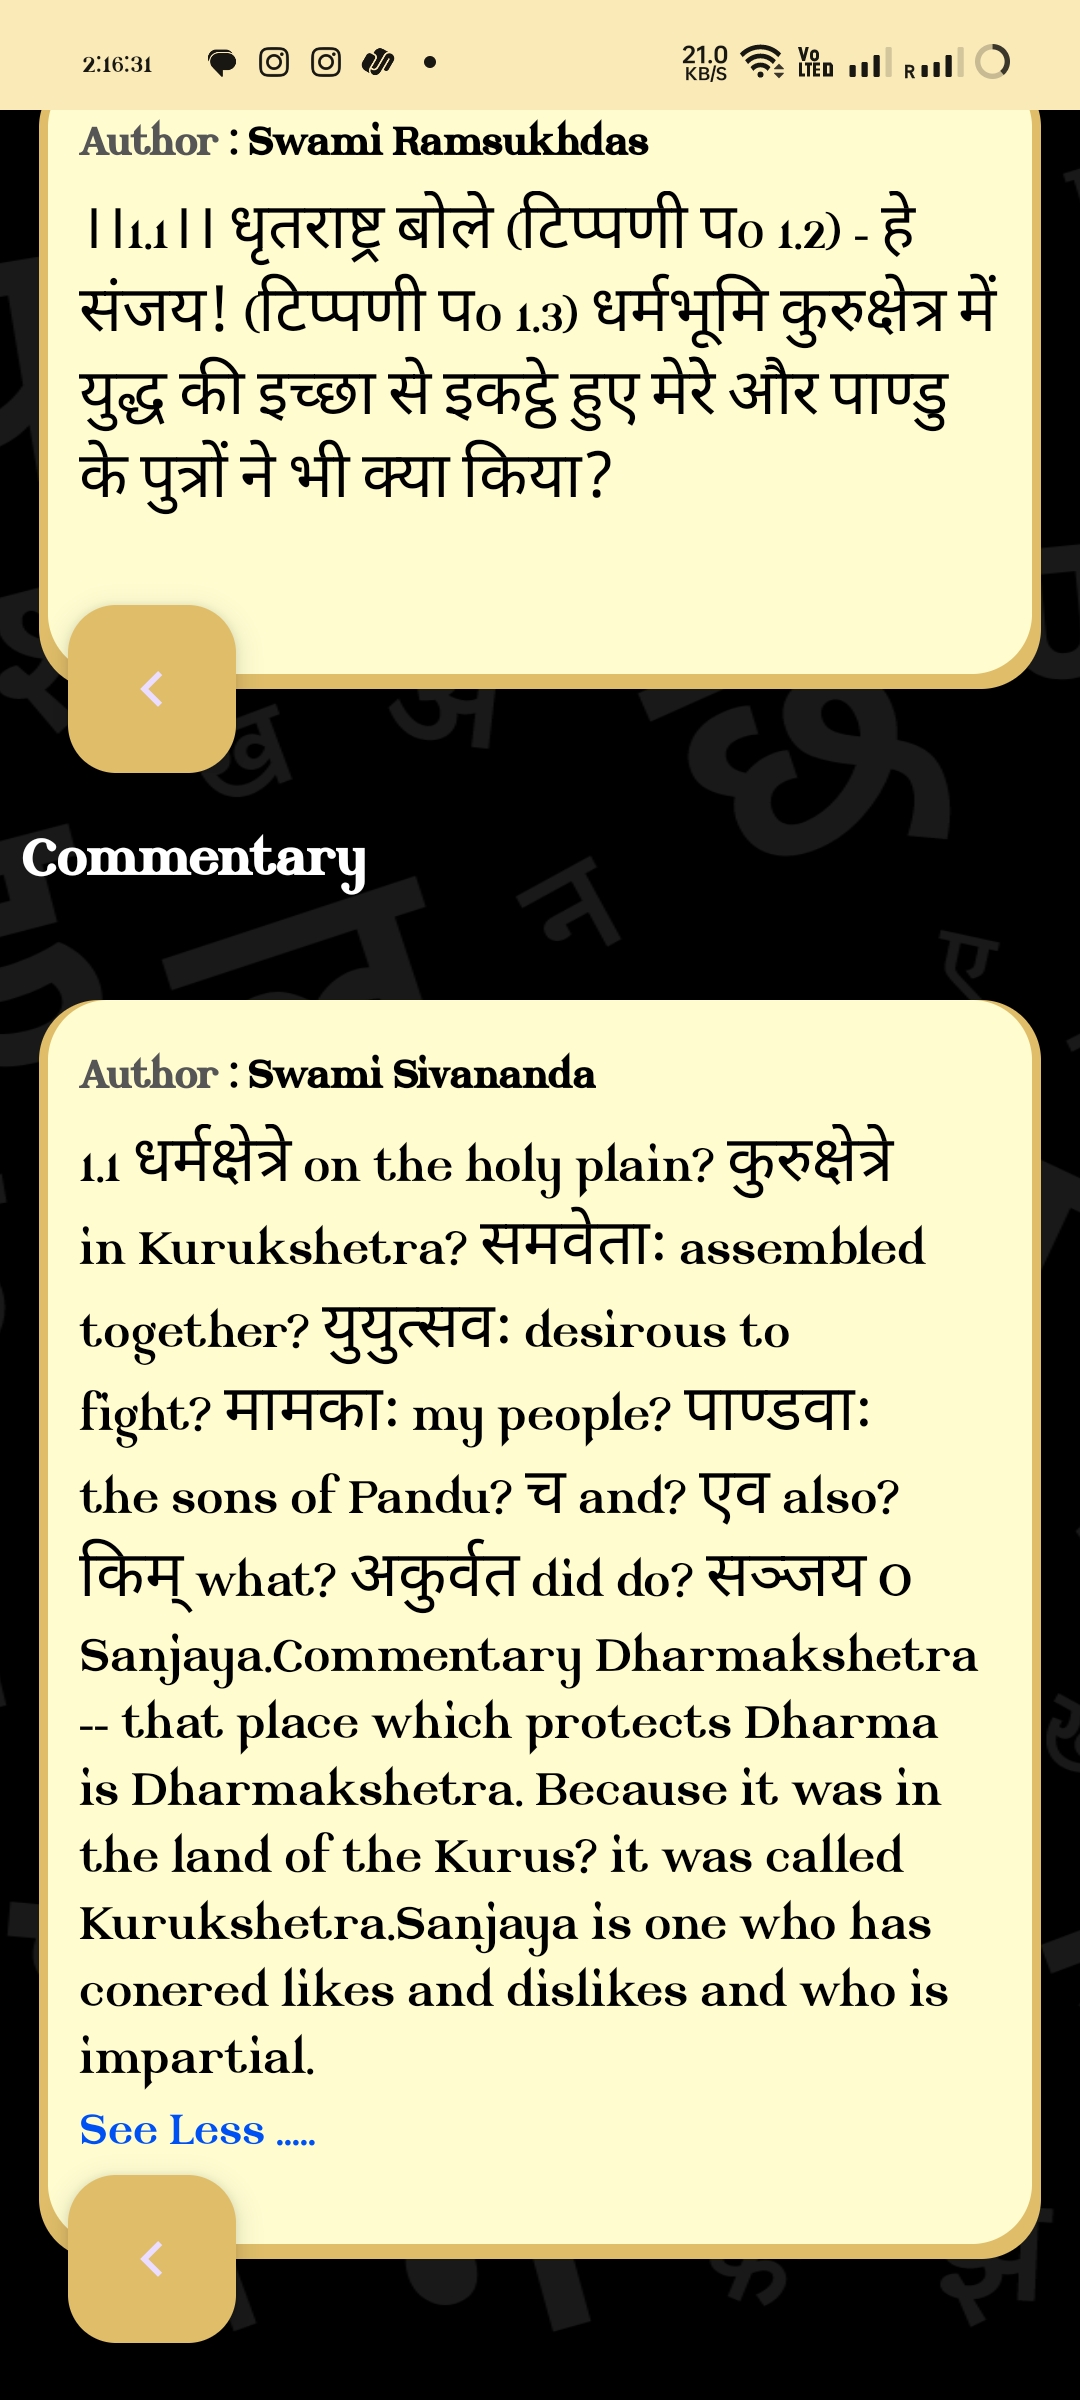 2:16:31 21.0 KB/S Vo LTED R
Author : Swami Ramsukhdas
।।1.1।। धृतराष्ट्र बोले (टिप्पणी प0 1.2) - हे
संजय! (टिप्पणी प0 1.3) धर्मभूमि कुरुक्षेत्र में
युद्ध की इच्छा से इकट्ठे हुए मेरे और पाण्डु
के पुत्रों ने भी क्या किया?
Commentary
Author : Swami Sivananda
1.1 धर्मक्षेत्रे on the holy plain? कुरुक्षेत्रे
in Kurukshetra? समवेताः assembled
together? युयुत्सवः desirous to
fight? मामकाः my people? पाण्डवाः
the sons of Pandu? च and? एव also?
किम् what? अकुर्वत did do? सञ्जय O
Sanjaya.Commentary Dharmakshetra
-- that place which protects Dharma
is Dharmakshetra. Because it was in
the land of the Kurus? it was called
Kurukshetra.Sanjaya is one who has
conered likes and dislikes and who is
impartial.
See Less .....